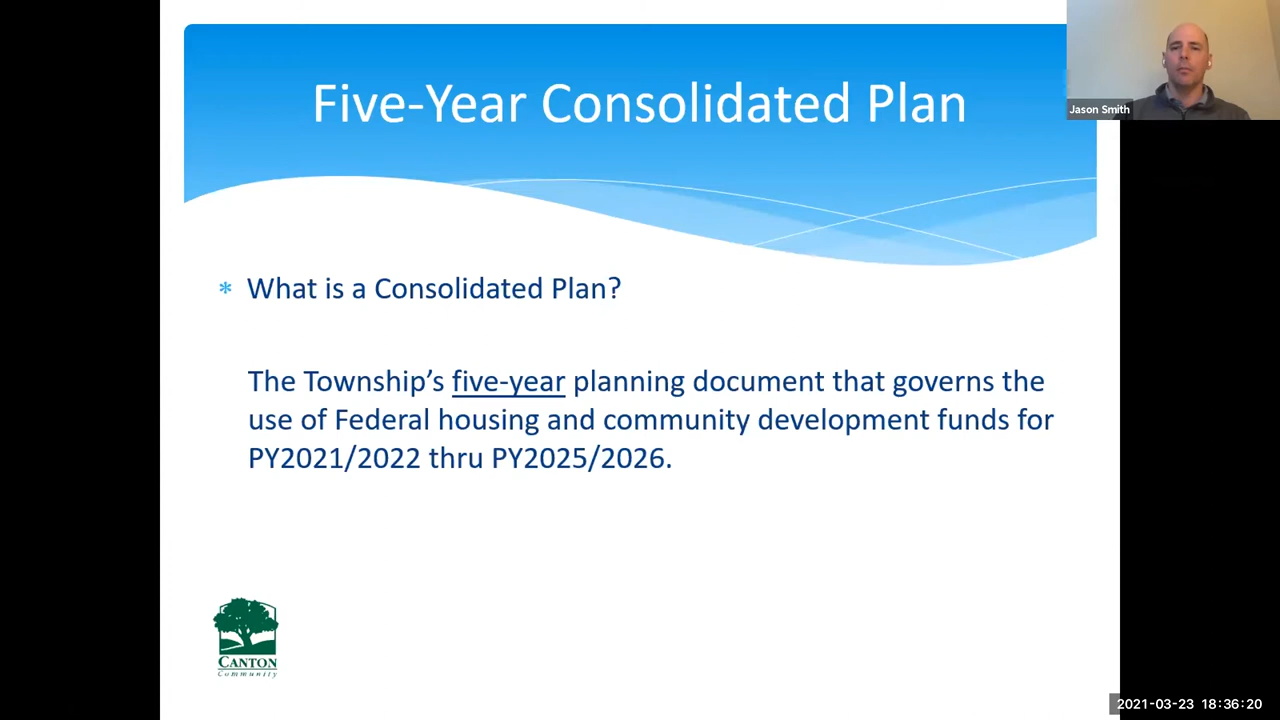 Five-Year Consolidated Plan
Jason Smith
* What is a Consolidated Plan?
The Township’s five-year planning document that governs the
use of Federal housing and community development funds for
PY2021/2022 thru PY2025/2026.
CANTON
Community
2021-03-23 18:36:20